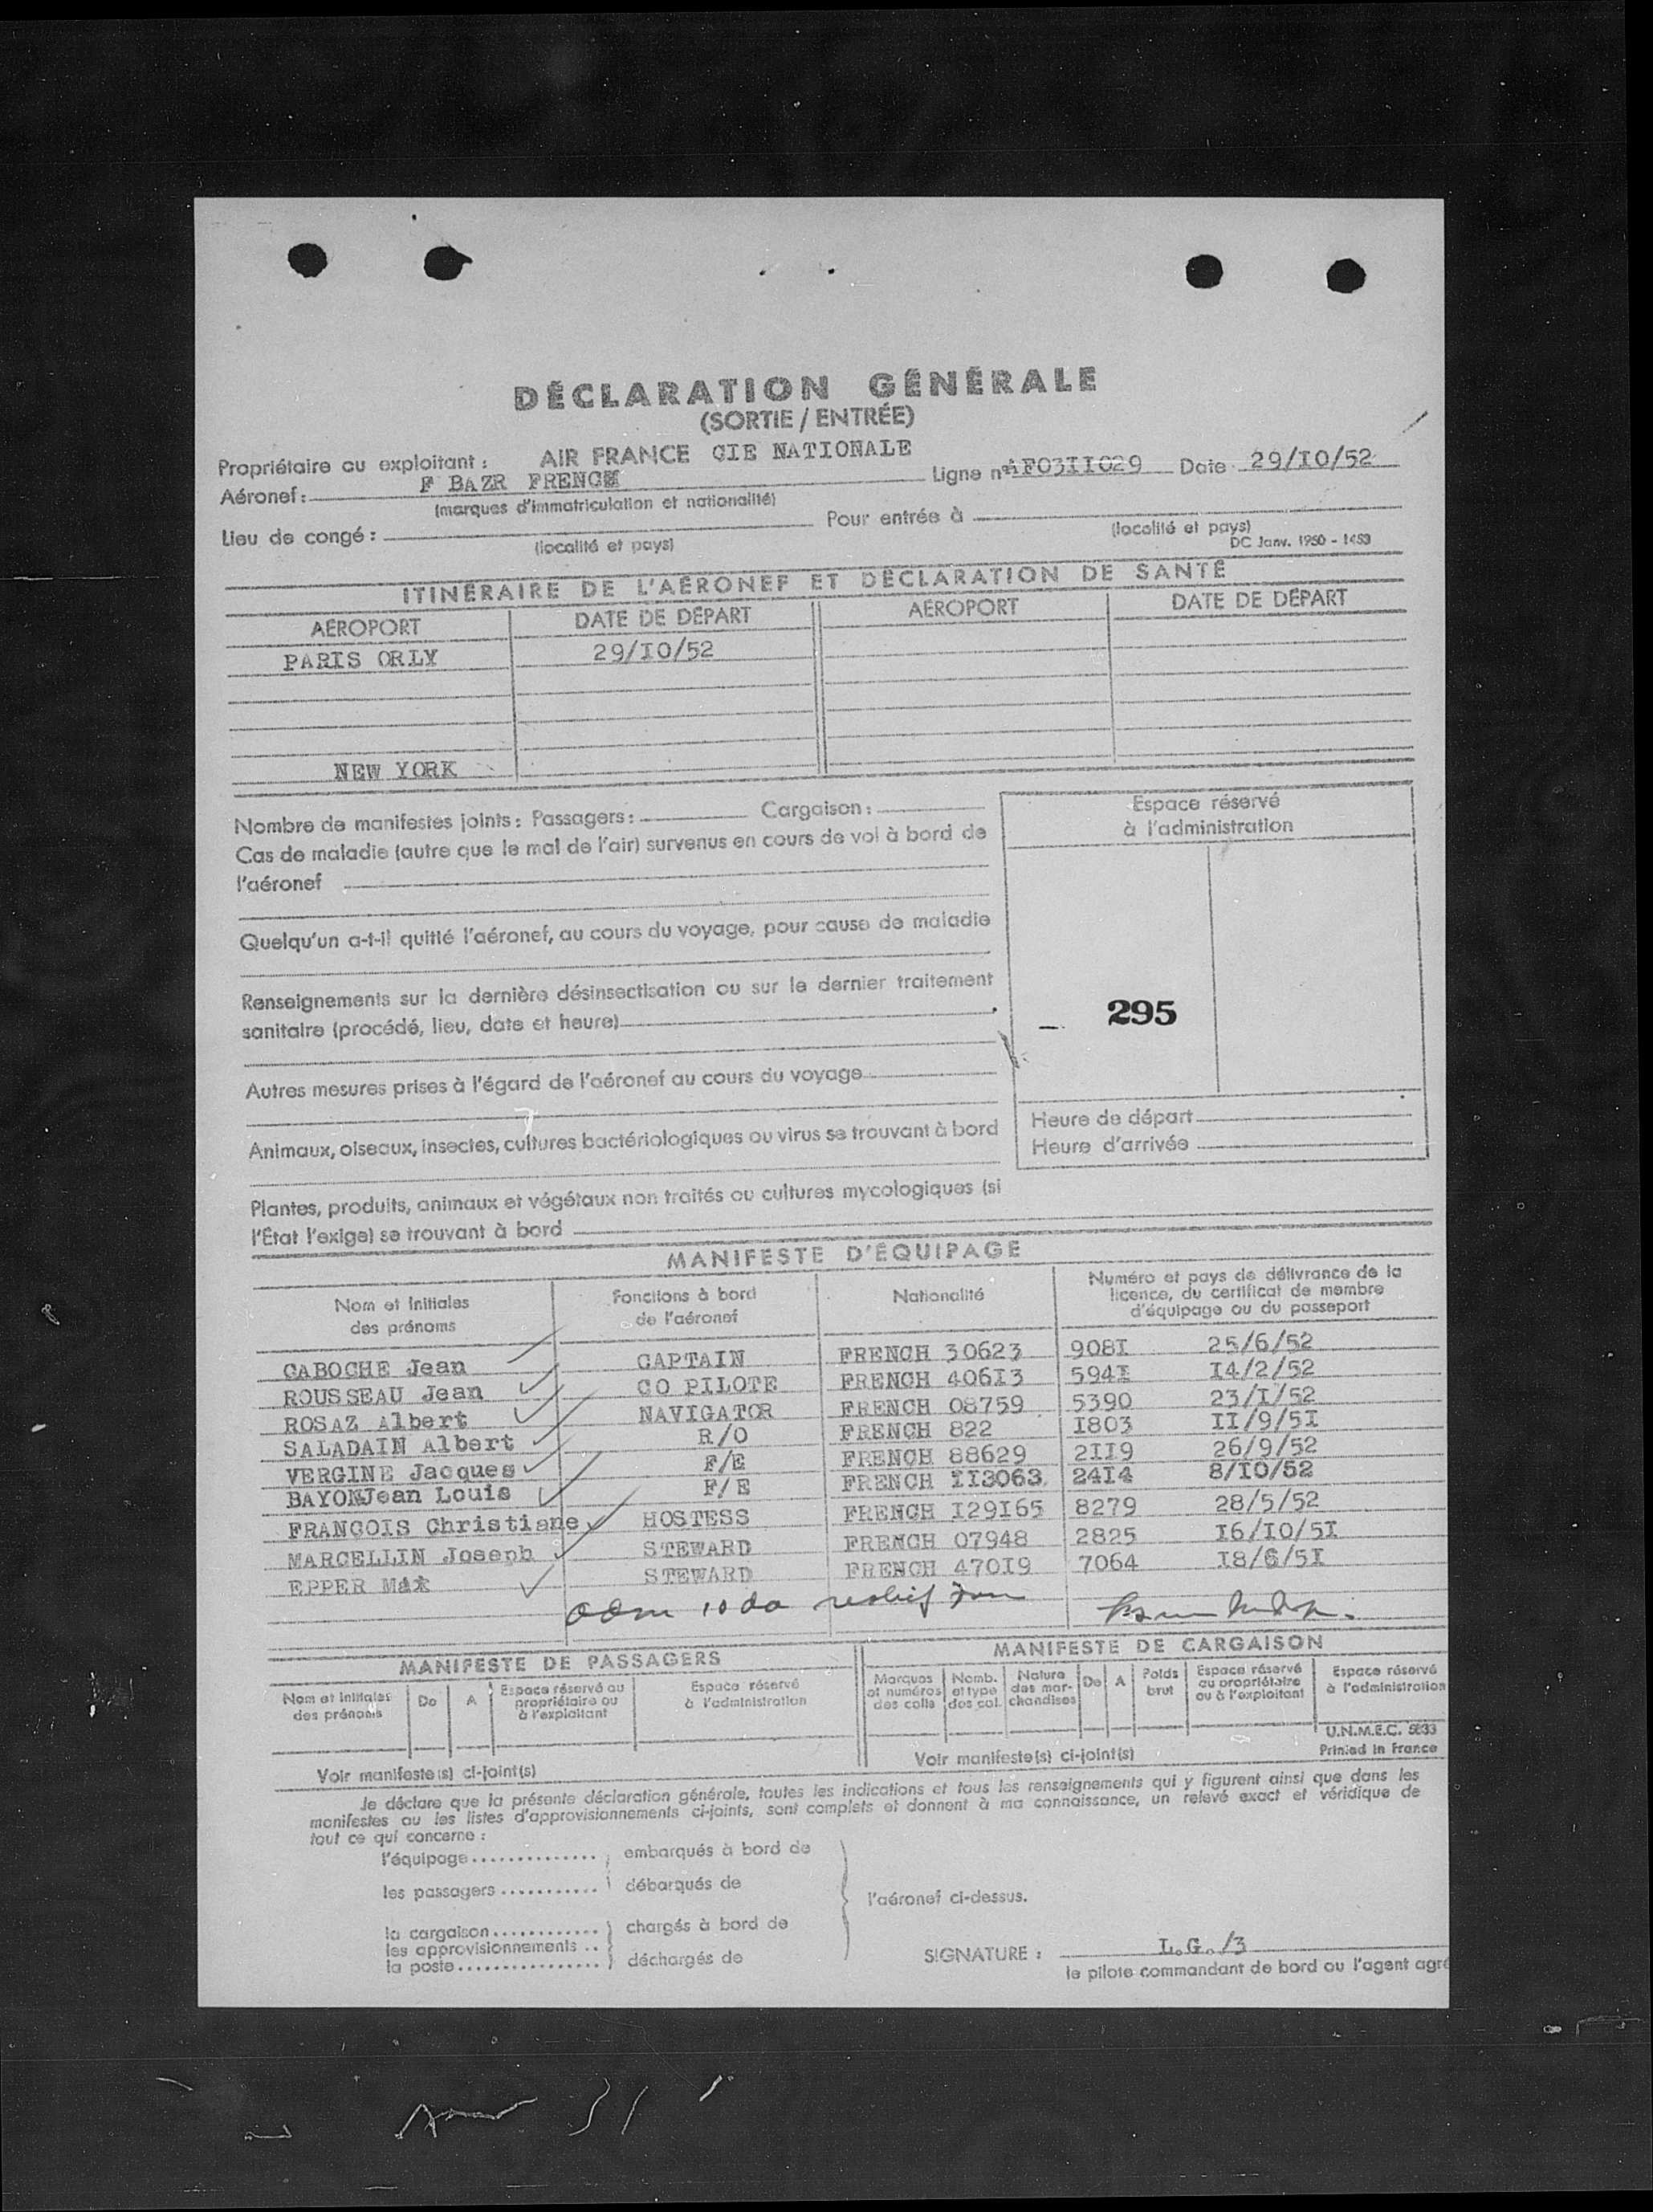 DÉCLARATION GÉNÉRALE
(SORTIE / ENTRÉE)
Propriétaire ou exploitant : AIR FRANCE CIE NATIONALE
Aéronef: F BAZR FRENCH Ligne n° AF03II029 Date 29/I0/52
(marques d'immatriculation et nationalité)
Lieu de congé : Pour entrée à
(localité et pays) (localité et pays)
DC Janv. 1950 - 1453
ITINÉRAIRE DE L'AÉRONEF ET DÉCLARATION DE SANTÉ
AÉROPORT DATE DE DÉPART AÉROPORT DATE DE DÉPART
PARIS ORLY 29/I0/52
NEW YORK
Nombre de manifestes joints : Passagers : Cargaison :
Cas de maladie (autre que le mal de l'air) survenus en cours de vol à bord de
l'aéronef
Quelqu'un a-t-il quitté l'aéronef, au cours du voyage, pour cause de maladie
Renseignements sur la dernière désinsectisation ou sur le dernier traitement
sanitaire (procédé, lieu, date et heure)
Autres mesures prises à l'égard de l'aéronef au cours du voyage
Animaux, oiseaux, insectes, cultures bactériologiques ou virus se trouvant à bord
Plantes, produits, animaux et végétaux non traités ou cultures mycologiques (si
l'État l'exige) se trouvant à bord
Espace réservé
à l'administration
295
Heure de départ
Heure d'arrivée
MANIFESTE D'ÉQUIPAGE
Nom et Initiales des prénoms Fonctions à bord de l'aéronef Nationalité Numéro et pays de délivrance de la licence, du certificat de membre d'équipage ou du passeport
CABOCHE Jean CAPTAIN FRENCH 30623 908I 25/6/52
ROUSSEAU Jean CO PILOTE FRENCH 406I3 594I I4/2/52
ROSAZ Albert NAVIGATOR FRENCH 08759 5390 23/I/52
SALADAIN Albert R/O FRENCH 822 I803 II/9/5I
VERGINE Jacques F/E FRENCH 88629 2II9 26/9/52
BAYONJean Louis F/E FRENCH II3063 24I4 8/I0/52
FRANCOIS Christiane HOSTESS FRENCH I29I65 8279 28/5/52
MARCELLIN Joseph STEWARD FRENCH 07948 2825 I6/I0/5I
EPPER Max STEWARD FRENCH 470I9 7064 I8/6/5I
MANIFESTE DE PASSAGERS
Nom et Initiales des prénoms De A Espace réservé au propriétaire ou à l'exploitant Espace réservé à l'administration
Voir manifeste(s) ci-joint(s)
MANIFESTE DE CARGAISON
Marques et numéros des colis Nomb. et type des col. Nature des marchandises De A Poids brut Espace réservé au propriétaire ou à l'exploitant Espace réservé à l'administration
U.N.M.E.C. 5833
Voir manifeste(s) ci-joint(s) Printed in France
Je déclare que la présente déclaration générale, toutes les indications et tous les renseignements qui y figurent ainsi que dans les
manifestes ou les listes d'approvisionnements ci-joints, sont complets et donnent à ma connaissance, un relevé exact et véridique de
tout ce qui concerne :
l'équipage embarqués à bord de
les passagers débarqués de
l'aéronef ci-dessus.
la cargaison chargés à bord de
les approvisionnements
la poste déchargés de
SIGNATURE : L.G./3
le pilote commandant de bord ou l'agent agré